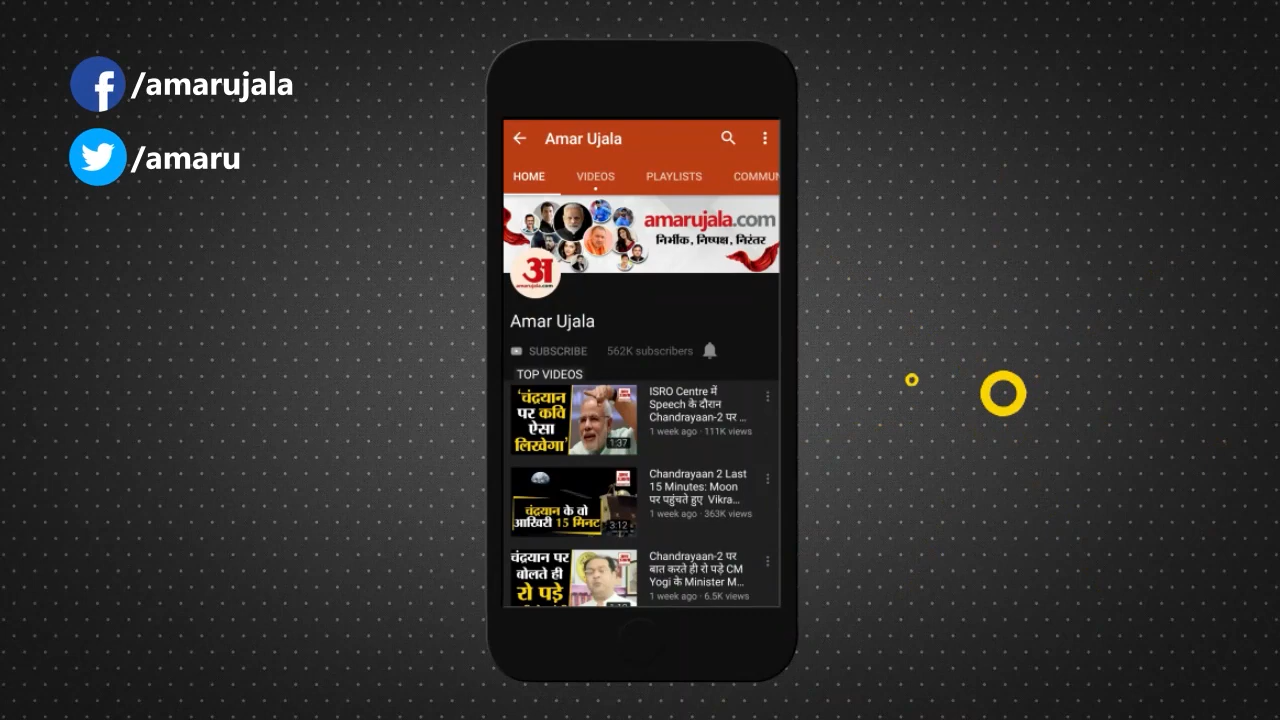 /amarujala
/amaru
Amar Ujala
HOME VIDEOS PLAYLISTS COMMUN
amarujala.com
निर्भीक, निष्पक्ष, निरंतर
अ
amarujala.com
Amar Ujala
SUBSCRIBE 562K subscribers
TOP VIDEOS
'चंद्रयान
पर कवि
ऐसा
लिखेगा'
1:37
ISRO Centre में
Speech के दौरान
Chandrayaan-2 पर ...
1 week ago · 111K views
चंद्रयान के वो
आखिरी 15 मिनट
3:12
Chandrayaan 2 Last
15 Minutes: Moon
पर पहुंचते हुए Vikra...
1 week ago · 363K views
चंद्रयान पर
बोलते ही
रो पड़े
Chandrayaan-2 पर
बात करते ही रो पड़े CM
Yogi के Minister M...
1 week ago · 6.5K views